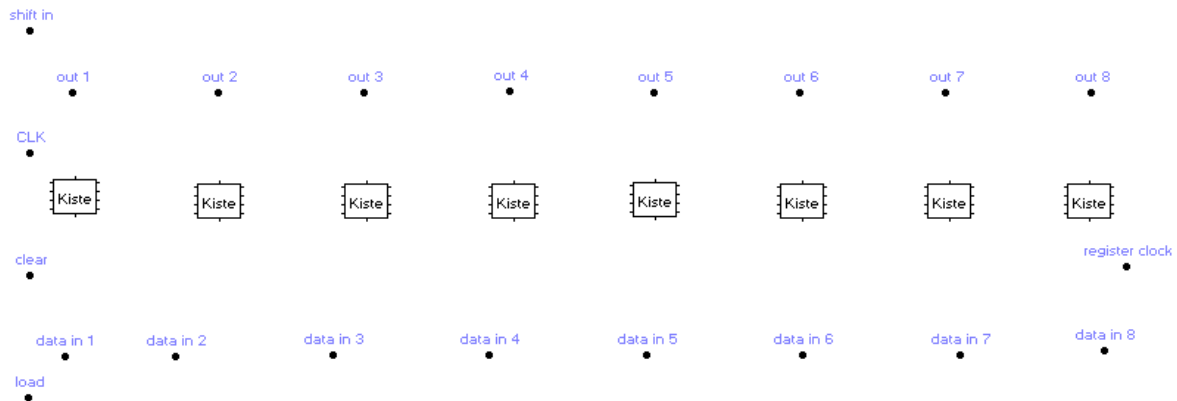 shift in
out 1 out 2 out 3 out 4 out 5 out 6 out 7 out 8
CLK
Kiste Kiste Kiste Kiste Kiste Kiste Kiste Kiste
clear
register clock
data in 1 data in 2 data in 3 data in 4 data in 5 data in 6 data in 7 data in 8
load